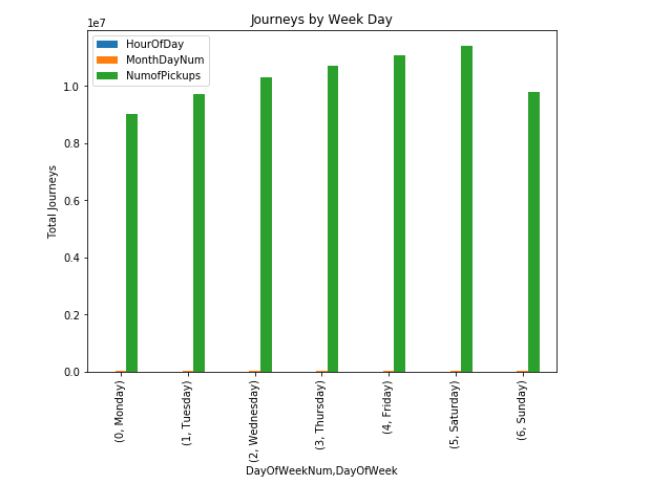 Journeys by Week Day
1e7
HourOfDay
MonthDayNum
NumofPickups
1.0
0.8
0.6
0.4
0.2
0.0
Total Journeys
(0, Monday)
(1, Tuesday)
(2, Wednesday)
(3, Thursday)
(4, Friday)
(5, Saturday)
(6, Sunday)
DayOfWeekNum,DayOfWeek